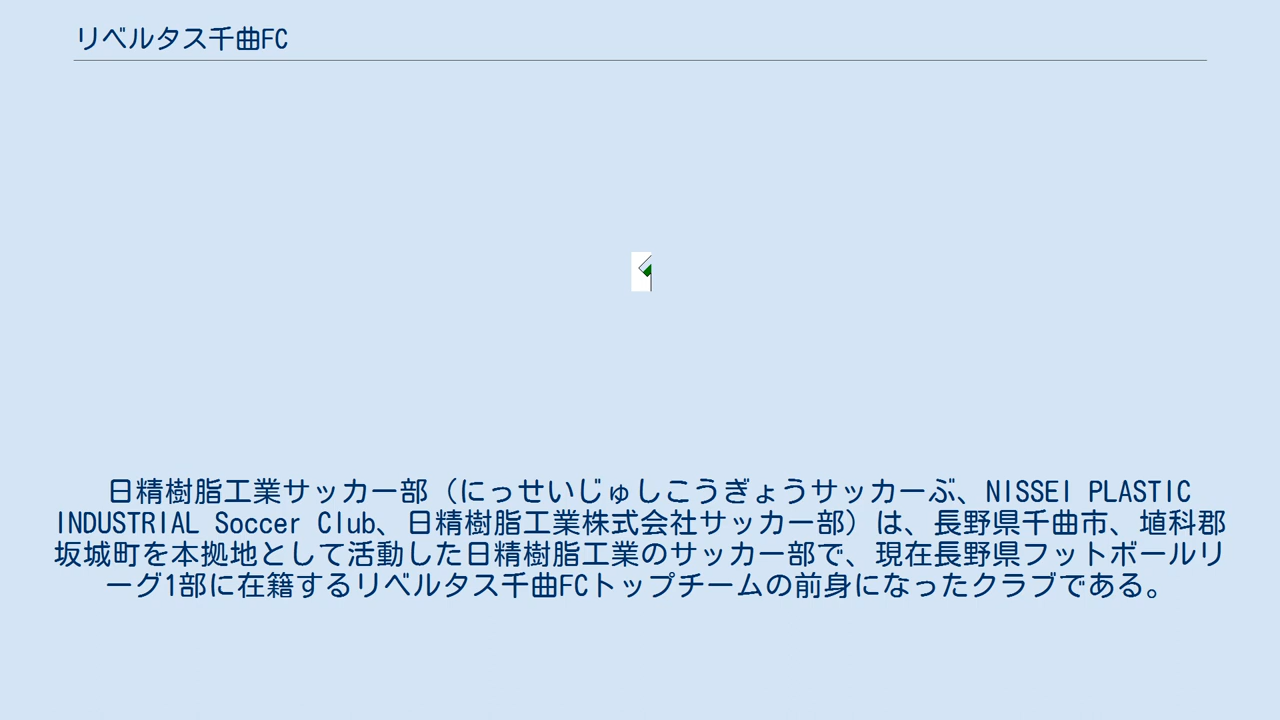 リベルタス千曲FC
日精樹脂工業サッカー部（にっせいじゅしこうぎょうサッカーぶ、NISSEI PLASTIC
INDUSTRIAL Soccer Club、日精樹脂工業株式会社サッカー部）は、長野県千曲市、埴科郡
坂城町を本拠地として活動した日精樹脂工業のサッカー部で、現在長野県フットボールリ
ーグ1部に在籍するリベルタス千曲FCトップチームの前身になったクラブである。